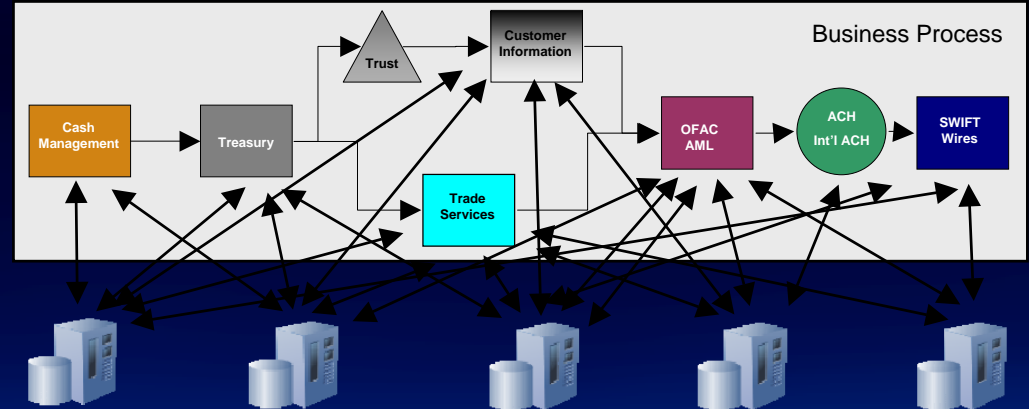 Business Process
Trust
Customer
Information
Cash
Management
Treasury
Trade
Services
OFAC
AML
ACH
Int'l ACH
SWIFT
Wires